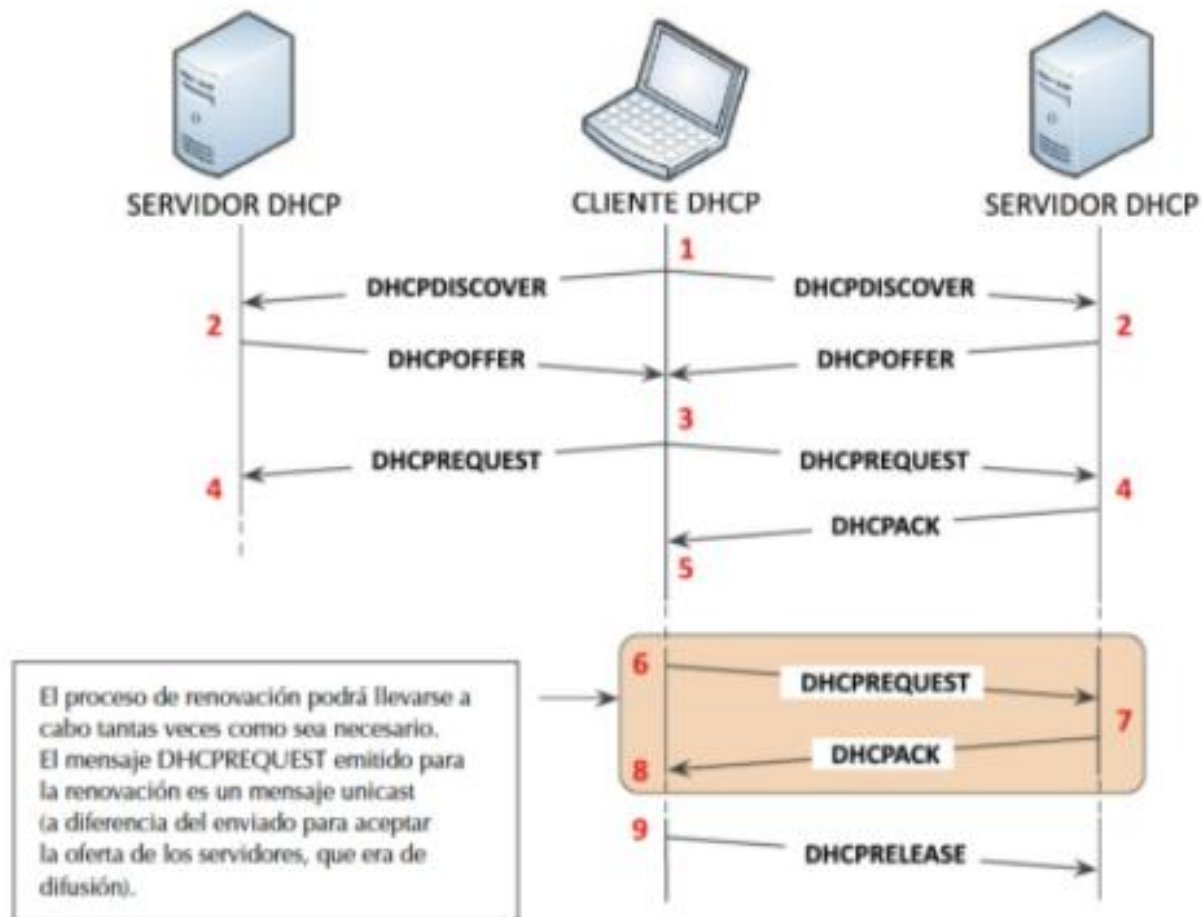 SERVIDOR DHCP
CLIENTE DHCP
SERVIDOR DHCP
1
DHCPDISCOVER
DHCPDISCOVER
2
2
DHCPOFFER
DHCPOFFER
3
DHCPREQUEST
DHCPREQUEST
4
4
DHCPACK
5
6
DHCPREQUEST
7
DHCPACK
8
El proceso de renovación podrá llevarse a
cabo tantas veces como sea necesario.
El mensaje DHCPREQUEST emitido para
la renovación es un mensaje unicast
(a diferencia del enviado para aceptar
la oferta de los servidores, que era de
difusión).
9
DHCPRELEASE